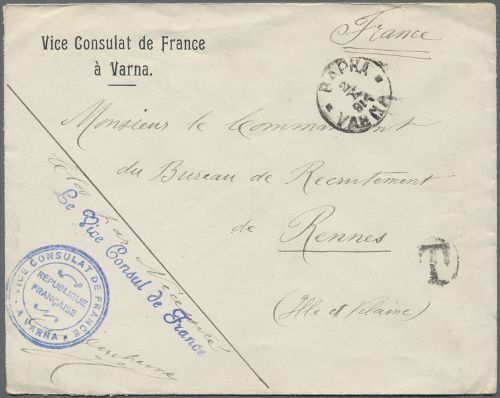 Vice Consulat de France
à Varna.
France
ВАРНА
VARNA
Monsieur le Commandant
du Bureau de Recrutement
de
Rennes
(Ille et Vilaine)
T
Le Vice Consul de France
VICE CONSULAT DE FRANCE
A VARNA
REPUBLIQUE
FRANÇAISE